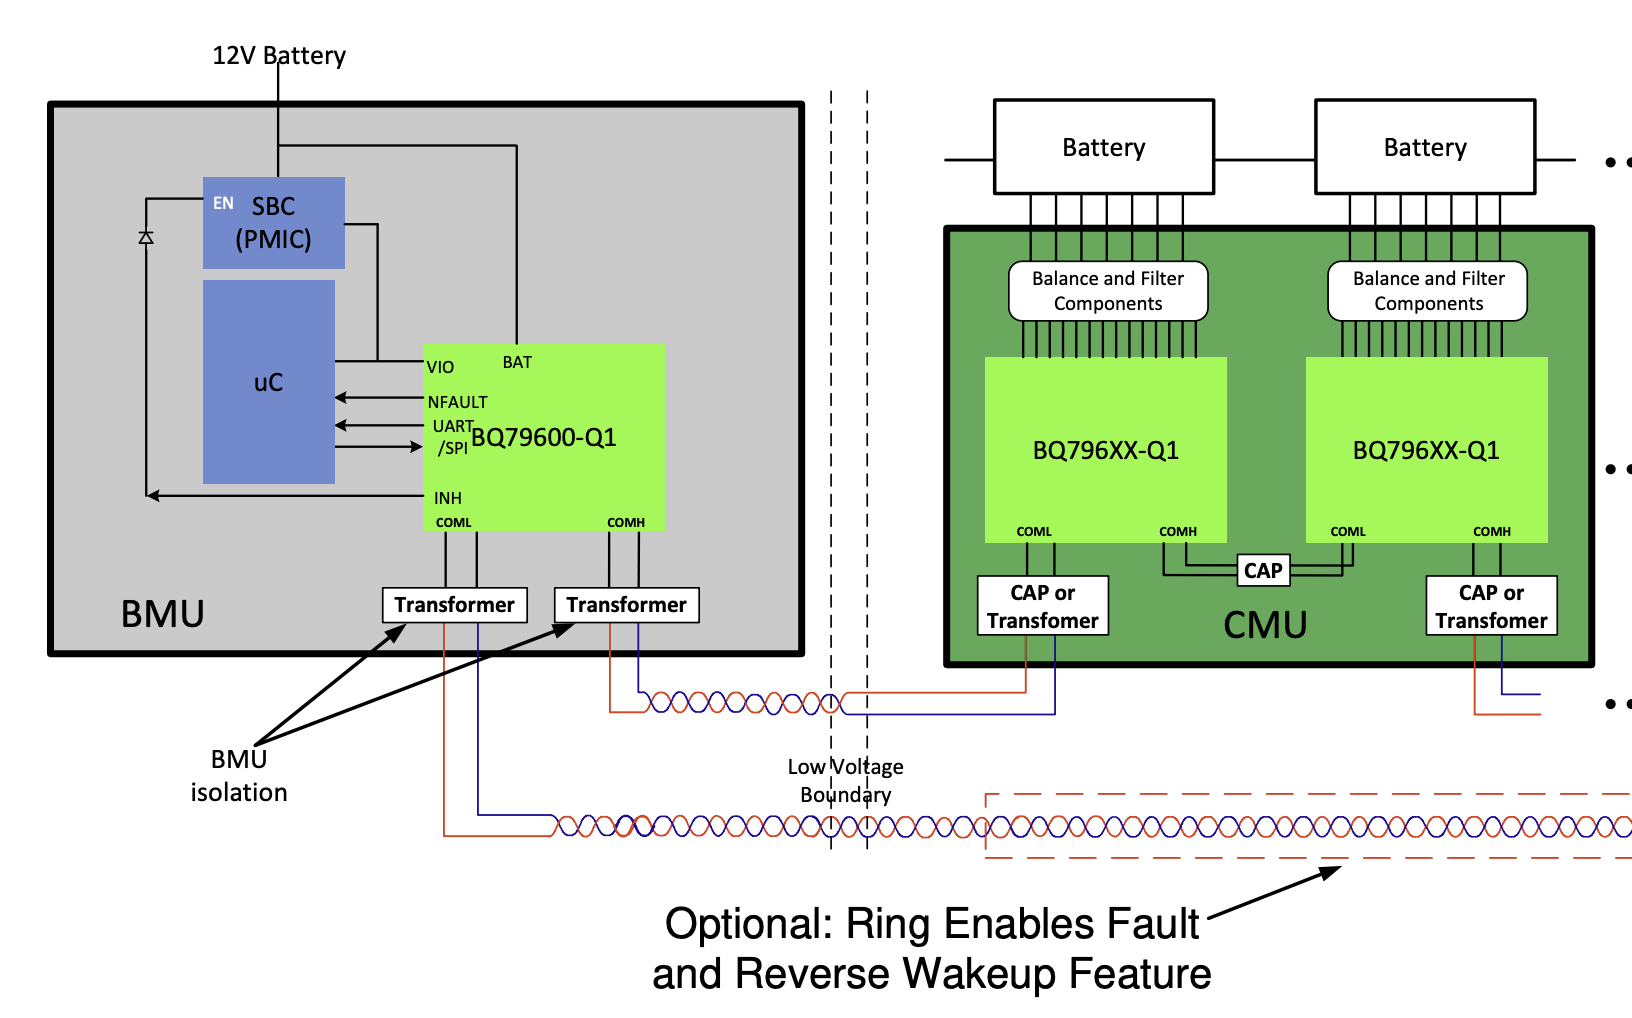 12V Battery
EN
SBC
(PMIC)
uC
VIO
BAT
NFAULT
UART
/SPI
BQ79600-Q1
INH
COML
COMH
Transformer
Transformer
BMU
BMU
isolation
Low Voltage
Boundary
Battery
Battery
Balance and Filter
Components
Balance and Filter
Components
BQ796XX-Q1
BQ796XX-Q1
COML
COMH
COML
COMH
CAP
CAP or
Transfomer
CAP or
Transfomer
CMU
Optional: Ring Enables Fault
and Reverse Wakeup Feature